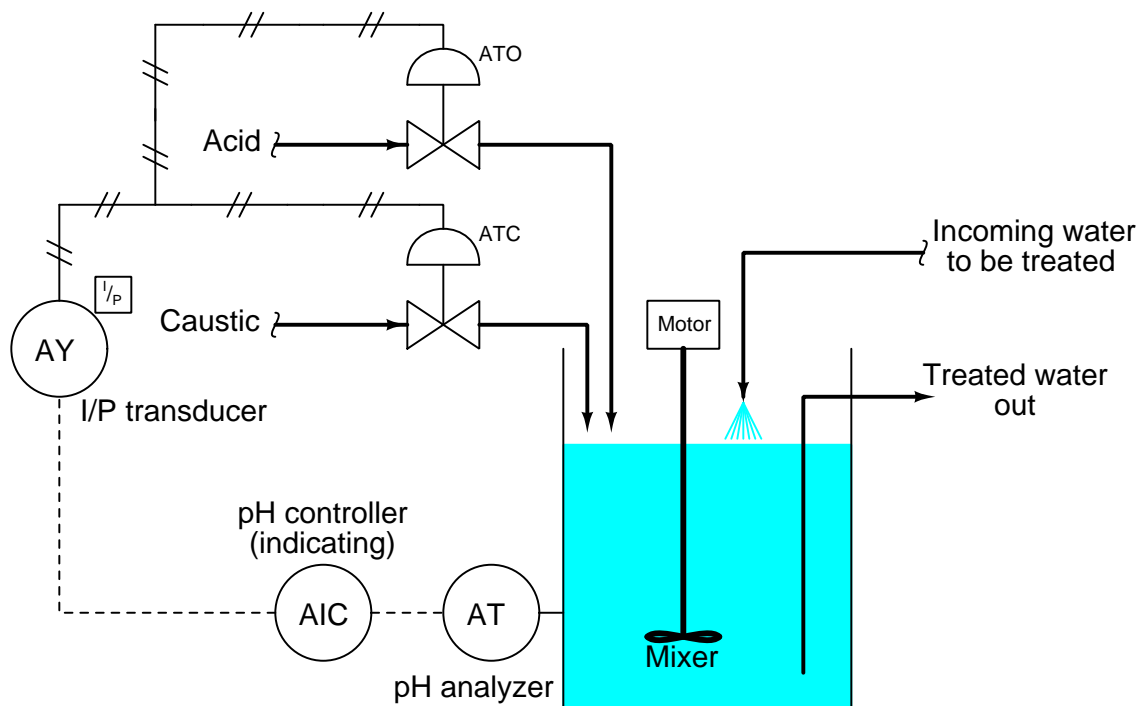 ATO
Acid
ATC
Incoming water
to be treated
I/P
Caustic
Motor
AY
Treated water
out
I/P transducer
pH controller
(indicating)
AIC
AT
Mixer
pH analyzer